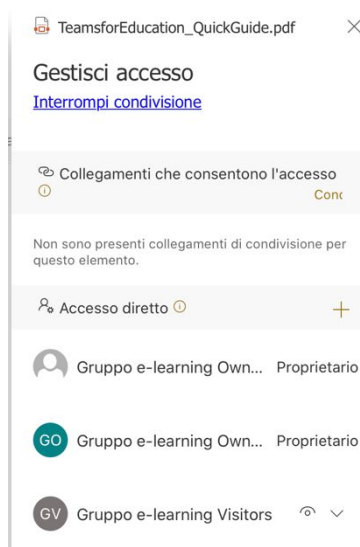 TeamsforEducation_QuickGuide.pdf
Gestisci accesso
Interrompi condivisione
Collegamenti che consentono l'accesso
Conc
Non sono presenti collegamenti di condivisione per
questo elemento.
Accesso diretto
Gruppo e-learning Own... Proprietario
GO Gruppo e-learning Own... Proprietario
GV Gruppo e-learning Visitors